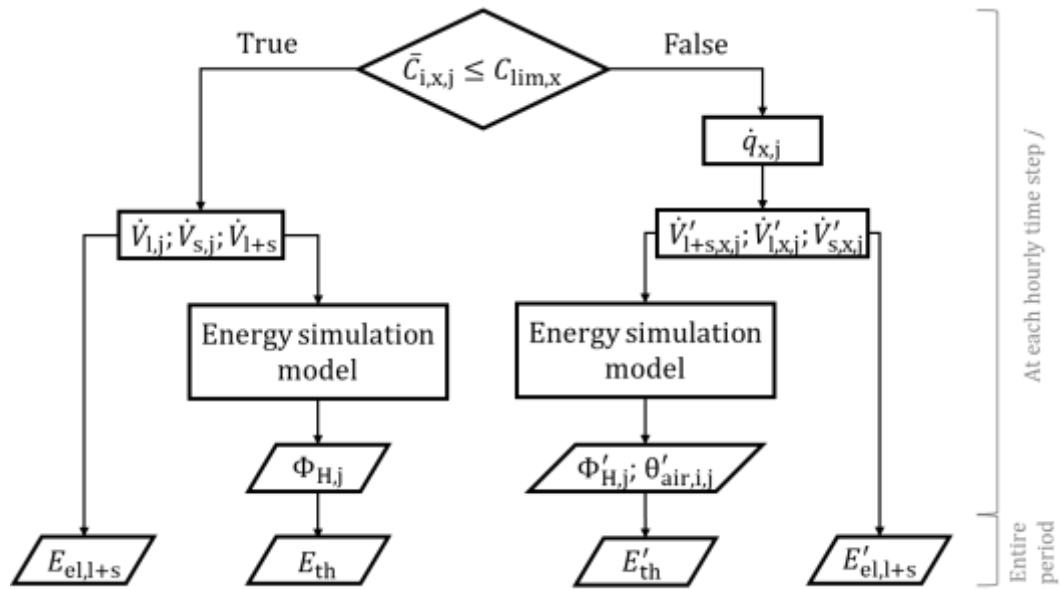 True
False
C̄i,x,j ≤ Clim,x
q̇x,j
V̇l,j; V̇s,j; V̇l+s
V̇′l+s,x,j; V̇′l,x,j; V̇′s,x,j
Energy simulation
model
Energy simulation
model
ΦH,j
Φ′H,j; θ′air,i,j
Eel,l+s
Eth
E′th
E′el,l+s
At each hourly time step j
Entire
period